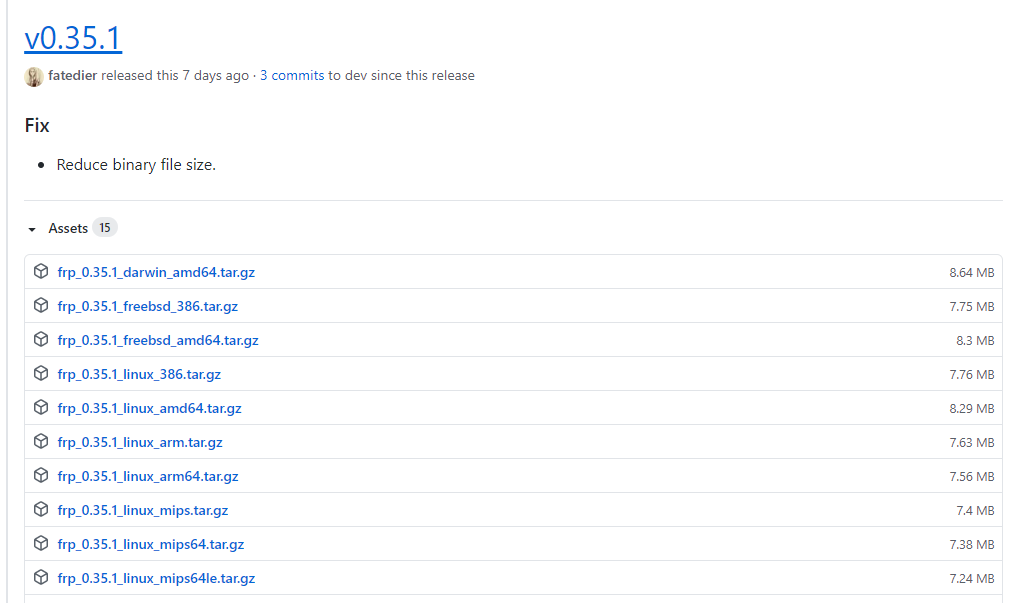 v0.35.1
fatedier released this 7 days ago · 3 commits to dev since this release
Fix
• Reduce binary file size.
Assets 15
frp_0.35.1_darwin_amd64.tar.gz 8.64 MB
frp_0.35.1_freebsd_386.tar.gz 7.75 MB
frp_0.35.1_freebsd_amd64.tar.gz 8.3 MB
frp_0.35.1_linux_386.tar.gz 7.76 MB
frp_0.35.1_linux_amd64.tar.gz 8.29 MB
frp_0.35.1_linux_arm.tar.gz 7.63 MB
frp_0.35.1_linux_arm64.tar.gz 7.56 MB
frp_0.35.1_linux_mips.tar.gz 7.4 MB
frp_0.35.1_linux_mips64.tar.gz 7.38 MB
frp_0.35.1_linux_mips64le.tar.gz 7.24 MB